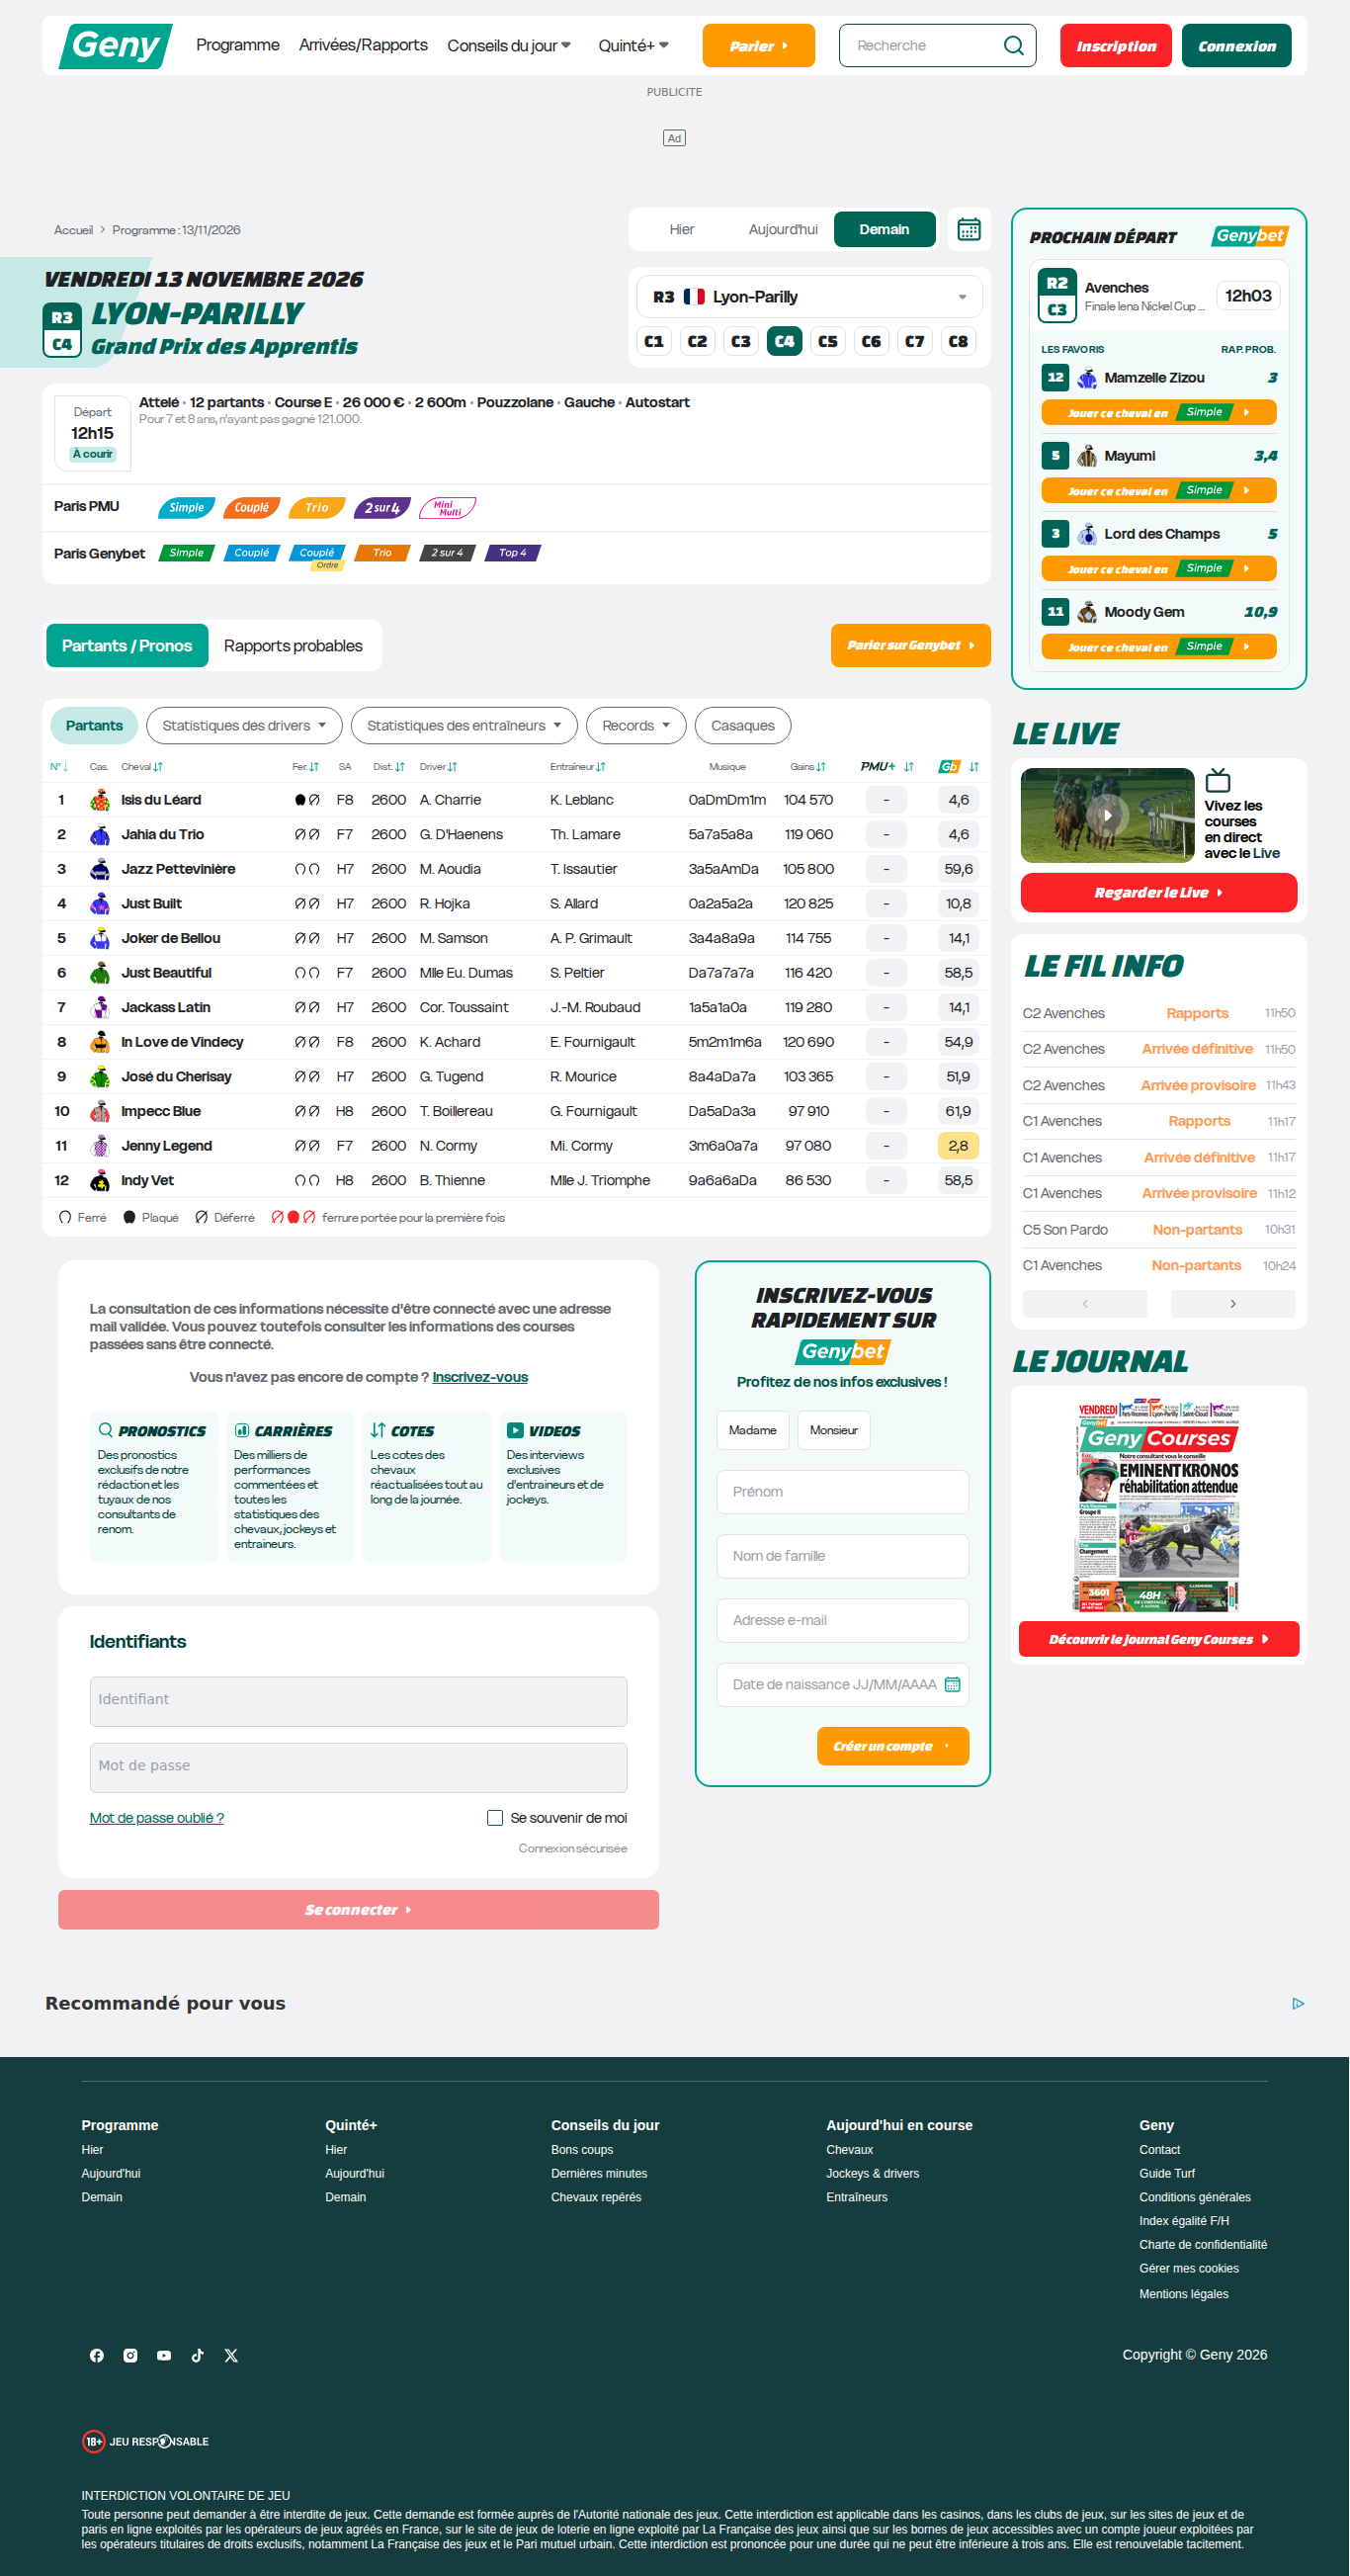 Geny Programme Arrivées/Rapports Conseils du jour Quinté+ Parier Recherche Inscription Connexion
PUBLICITE
Ad
Accueil > Programme : 13/11/2026
Hier Aujourd'hui Demain
VENDREDI 13 NOVEMBRE 2026
R3 C4
LYON-PARILLY
Grand Prix des Apprentis
R3 Lyon-Parilly
C1 C2 C3 C4 C5 C6 C7 C8
Départ
12h15
À courir
Attelé • 12 partants • Course E • 26 000 € • 2 600m • Pouzzolane • Gauche • Autostart
Pour 7 et 8 ans, n'ayant pas gagné 121.000.
Paris PMU Simple Couplé Trio 2sur4 Mini Multi
Paris Genybet Simple Couplé Couplé Ordre Trio 2 sur 4 Top 4
Partants / Pronos Rapports probables
Parier sur Genybet
Partants Statistiques des drivers Statistiques des entraîneurs Records Casaques
N° Cas. Cheval Fer. SA Dist. Driver Entraîneur Musique Gains PMU+ Gb
1 Isis du Léard F8 2600 A. Charrie K. Leblanc 0aDmDm1m 104 570 - 4,6
2 Jahia du Trio F7 2600 G. D'Haenens Th. Lamare 5a7a5a8a 119 060 - 4,6
3 Jazz Pettevinière H7 2600 M. Aoudia T. Issautier 3a5aAmDa 105 800 - 59,6
4 Just Built H7 2600 R. Hojka S. Allard 0a2a5a2a 120 825 - 10,8
5 Joker de Bellou H7 2600 M. Samson A. P. Grimault 3a4a8a9a 114 755 - 14,1
6 Just Beautiful F7 2600 Mlle Eu. Dumas S. Peltier Da7a7a7a 116 420 - 58,5
7 Jackass Latin H7 2600 Cor. Toussaint J.-M. Roubaud 1a5a1a0a 119 280 - 14,1
8 In Love de Vindecy F8 2600 K. Achard E. Fournigault 5m2m1m6a 120 690 - 54,9
9 José du Cherisay H7 2600 G. Tugend R. Mourice 8a4aDa7a 103 365 - 51,9
10 Impecc Blue H8 2600 T. Boillereau G. Fournigault Da5aDa3a 97 910 - 61,9
11 Jenny Legend F7 2600 N. Cormy Mi. Cormy 3m6a0a7a 97 080 - 2,8
12 Indy Vet H8 2600 B. Thienne Mlle J. Triomphe 9a6a6aDa 86 530 - 58,5
Ferré Plaqué Déferré ferrure portée pour la première fois
La consultation de ces informations nécessite d'être connecté avec une adresse
mail validée. Vous pouvez toutefois consulter les informations des courses
passées sans être connecté.
Vous n'avez pas encore de compte ? Inscrivez-vous
PRONOSTICS
Des pronostics
exclusifs de notre
rédaction et les
tuyaux de nos
consultants de
renom.
CARRIÈRES
Des milliers de
performances
commentées et
toutes les
statistiques des
chevaux, jockeys et
entraineurs.
COTES
Les cotes des
chevaux
réactualisées tout au
long de la journée.
VIDEOS
Des interviews
exclusives
d'entraineurs et de
jockeys.
Identifiants
Identifiant
Mot de passe
Mot de passe oublié ?
Se souvenir de moi
Connexion sécurisée
Se connecter
INSCRIVEZ-VOUS
RAPIDEMENT SUR
Genybet
Profitez de nos infos exclusives !
Madame Monsieur
Prénom
Nom de famille
Adresse e-mail
Date de naissance JJ/MM/AAAA
Créer un compte
PROCHAIN DÉPART Genybet
R2 C3
Avenches
Finale Iena Nickel Cup ...
12h03
LES FAVORIS RAP. PROB.
12 Mamzelle Zizou 3
Jouer ce cheval en Simple
5 Mayumi 3,4
Jouer ce cheval en Simple
3 Lord des Champs 5
Jouer ce cheval en Simple
11 Moody Gem 10,9
Jouer ce cheval en Simple
LE LIVE
Vivez les
courses
en direct
avec le Live
Regarder le Live
LE FIL INFO
C2 Avenches Rapports 11h50
C2 Avenches Arrivée définitive 11h50
C2 Avenches Arrivée provisoire 11h43
C1 Avenches Rapports 11h17
C1 Avenches Arrivée définitive 11h17
C1 Avenches Arrivée provisoire 11h12
C5 Son Pardo Non-partants 10h31
C1 Avenches Non-partants 10h24
LE JOURNAL
VENDREDI Paris-Vincennes Lyon-Parilly Saint-Cloud Toulouse
Geny Courses
Notre consultant vous le conseille
EMINENT KRONOS
réhabilitation attendue
Groupe II
Changement
3601
48H
Découvrir le journal Geny Courses
Recommandé pour vous
Programme
Hier
Aujourd'hui
Demain
Quinté+
Hier
Aujourd'hui
Demain
Conseils du jour
Bons coups
Dernières minutes
Chevaux repérés
Aujourd'hui en course
Chevaux
Jockeys & drivers
Entraîneurs
Geny
Contact
Guide Turf
Conditions générales
Index égalité F/H
Charte de confidentialité
Gérer mes cookies
Mentions légales
Copyright © Geny 2026
18+ JEU RESPONSABLE
INTERDICTION VOLONTAIRE DE JEU
Toute personne peut demander à être interdite de jeux. Cette demande est formée auprès de l'Autorité nationale des jeux. Cette interdiction est applicable dans les casinos, dans les clubs de jeux, sur les sites de jeux et de
paris en ligne exploités par les opérateurs de jeux agréés en France, sur le site de jeux de loterie en ligne exploité par La Française des jeux ainsi que sur les bornes de jeux accessibles avec un compte joueur exploitées par
les opérateurs titulaires de droits exclusifs, notamment La Française des jeux et le Pari mutuel urbain. Cette interdiction est prononcée pour une durée qui ne peut être inférieure à trois ans. Elle est renouvelable tacitement.